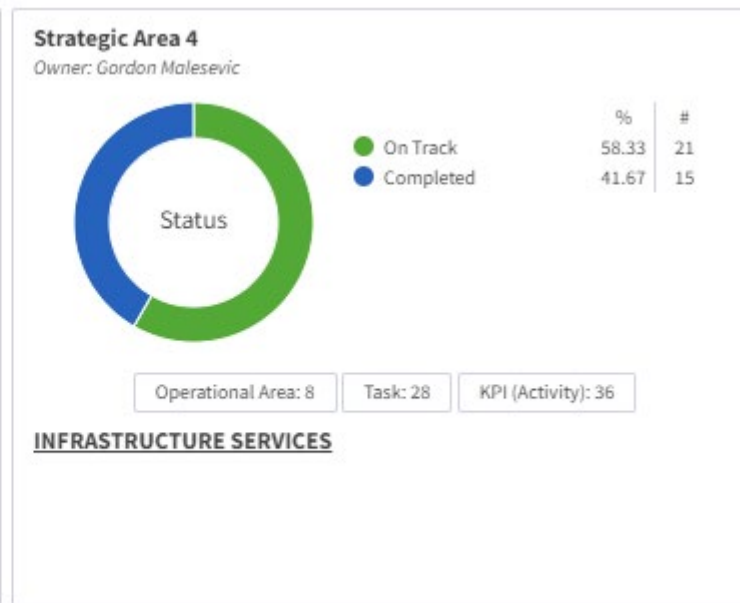 Strategic Area 4
Owner: Gordon Malesevic
% #
On Track 58.33 21
Completed 41.67 15
Status
Operational Area: 8 Task: 28 KPI (Activity): 36
INFRASTRUCTURE SERVICES